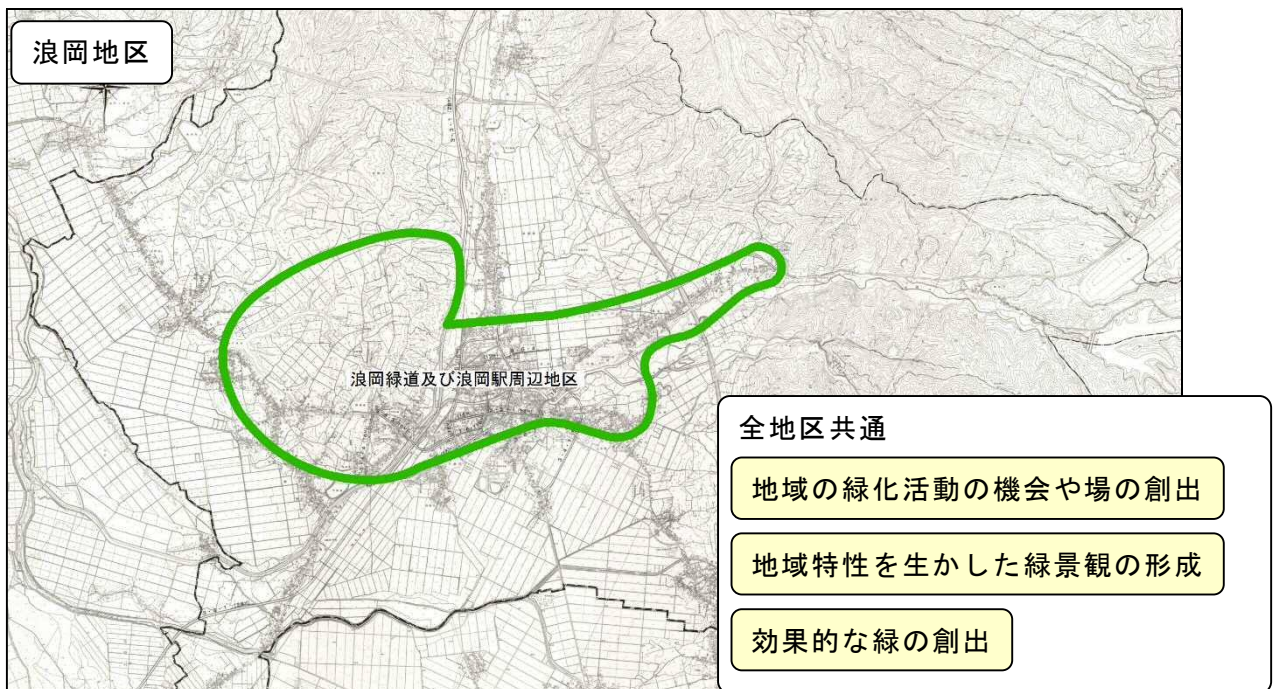 浪岡地区
浪岡緑道及び浪岡駅周辺地区
全地区共通
地域の緑化活動の機会や場の創出
地域特性を生かした緑景観の形成
効果的な緑の創出